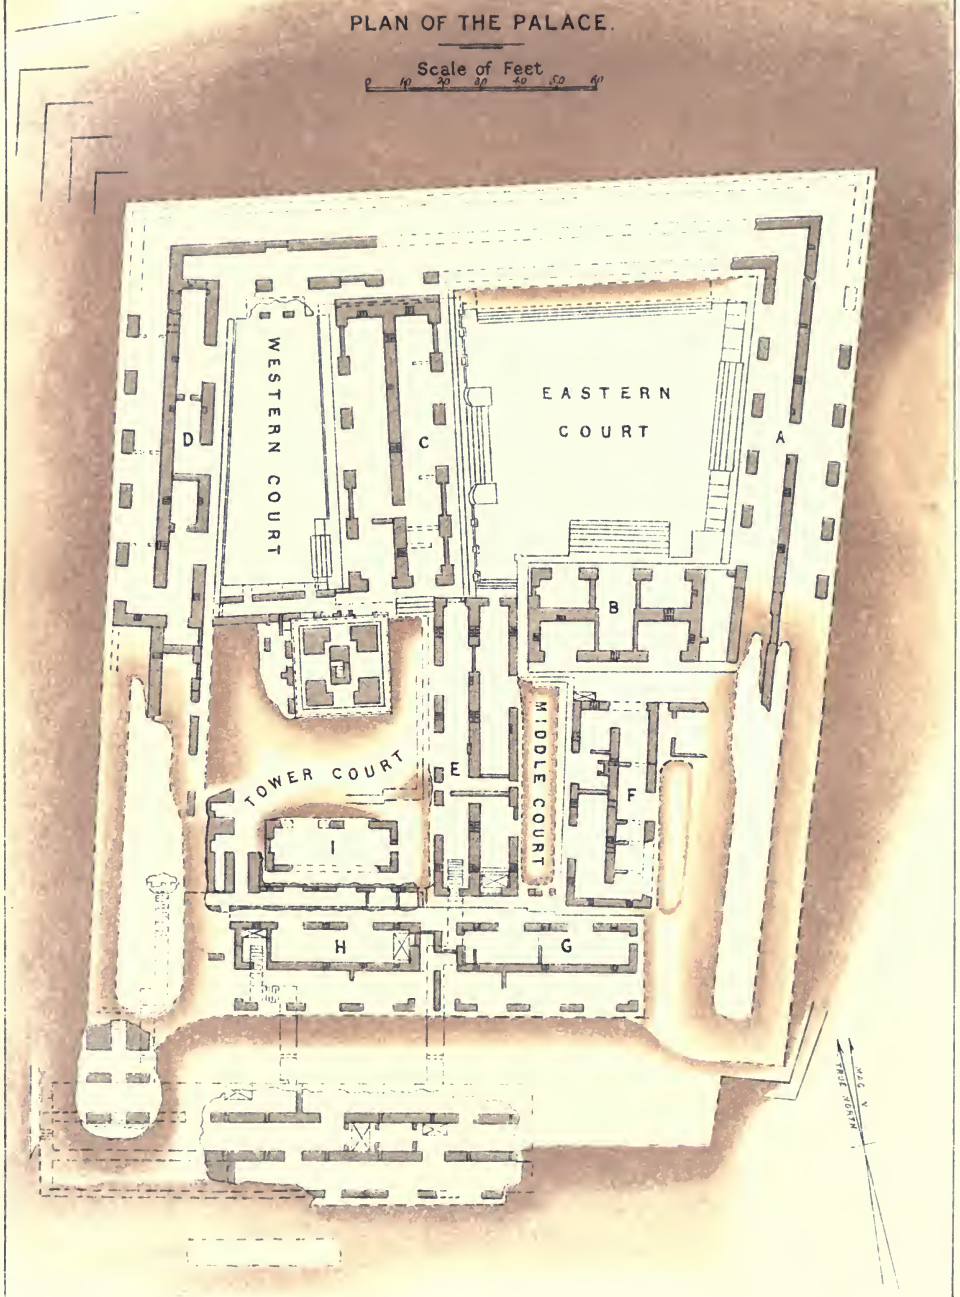 PLAN OF THE PALACE.
Scale of Feet
0 10 20 30 40 50 60
WESTERN COURT
EASTERN
COURT
A
D
C
B
MIDDLE COURT
TOWER COURT
E
F
I
H
G
MAG
TRUE NORTH